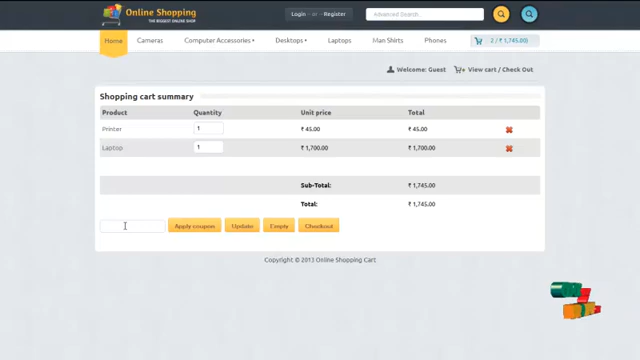 Online Shopping
THE BIGGEST ONLINE SHOP
Login - or - Register
Advanced Search..
Home Cameras Computer Accessories Desktops Laptops Man Shirts Phones 2 / ₹ 1,745.00
Welcome: Guest View cart / Check Out
Shopping cart summary
Product Quantity Unit price Total
Printer 1 ₹ 45.00 ₹ 45.00
Laptop 1 ₹ 1,700.00 ₹ 1,700.00
Sub-Total: ₹ 1,745.00
Total: ₹ 1,745.00
Apply coupon Update Empty Checkout
Copyright © 2013 Online Shopping Cart